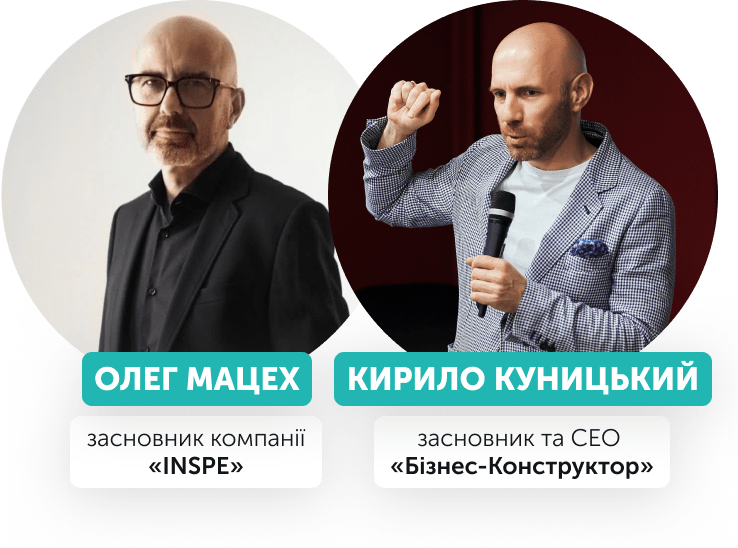 ОЛЕГ МАЦЕХ
засновник компанії
«INSPE»
КИРИЛО КУНИЦЬКИЙ
засновник та CEO
«Бізнес-Конструктор»